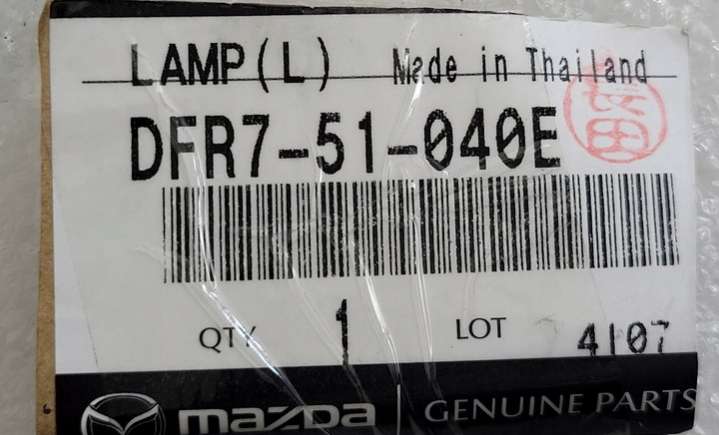 LAMP(L) Made in Thailand
DFR7-51-040E
QTY 1 LOT 4107
mazda | GENUINE PARTS